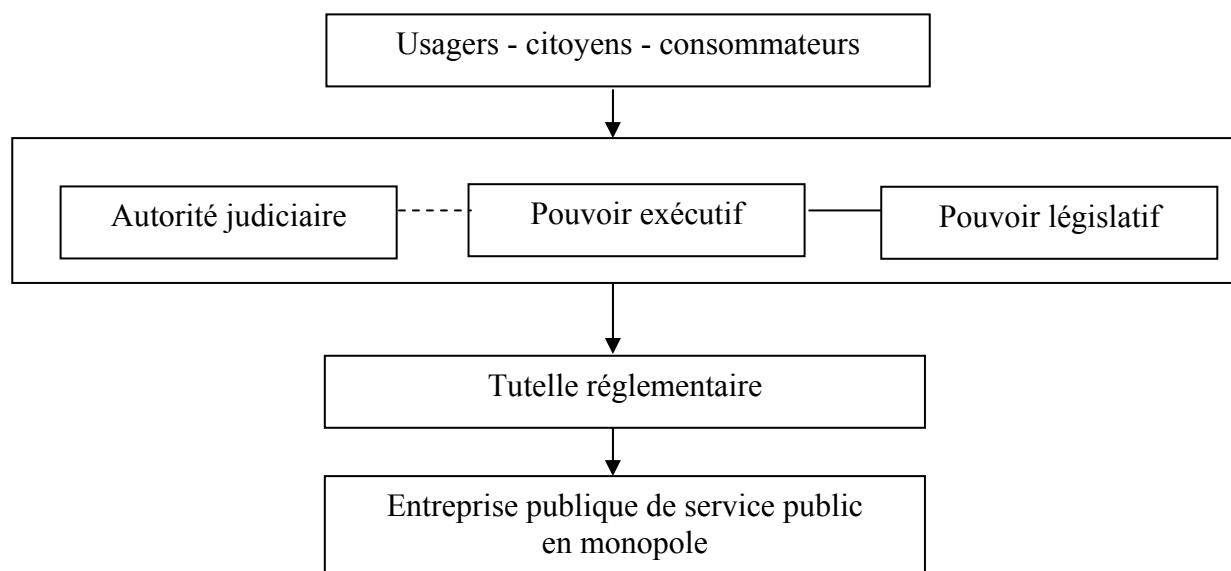 Usagers - citoyens - consommateurs
Autorité judiciaire
Pouvoir exécutif
Pouvoir législatif
Tutelle réglementaire
Entreprise publique de service public
en monopole